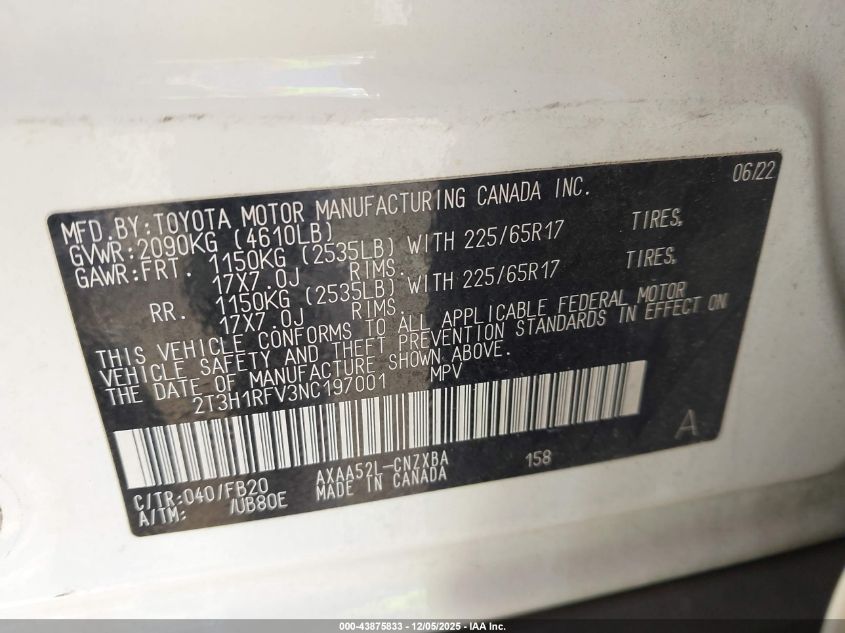 06/22
MFD.BY:TOYOTA MOTOR MANUFACTURING CANADA INC.
GVWR:2090KG (4610LB)
GAWR:FRT. 1150KG (2535LB) WITH 225/65R17 TIRES,
17X7.0J RIMS.
RR. 1150KG (2535LB) WITH 225/65R17 TIRES,
17X7.0J RIMS.
THIS VEHICLE CONFORMS TO ALL APPLICABLE FEDERAL MOTOR
VEHICLE SAFETY AND THEFT PREVENTION STANDARDS IN EFFECT ON
THE DATE OF MANUFACTURE SHOWN ABOVE.
2T3H1RFV3NC197001 MPV
A
C/TR:040/FB20 AXAA52L-CNZXBA 158
A/TM: /UB80E MADE IN CANADA
000-43875833 - 12/05/2025 - IAA Inc.